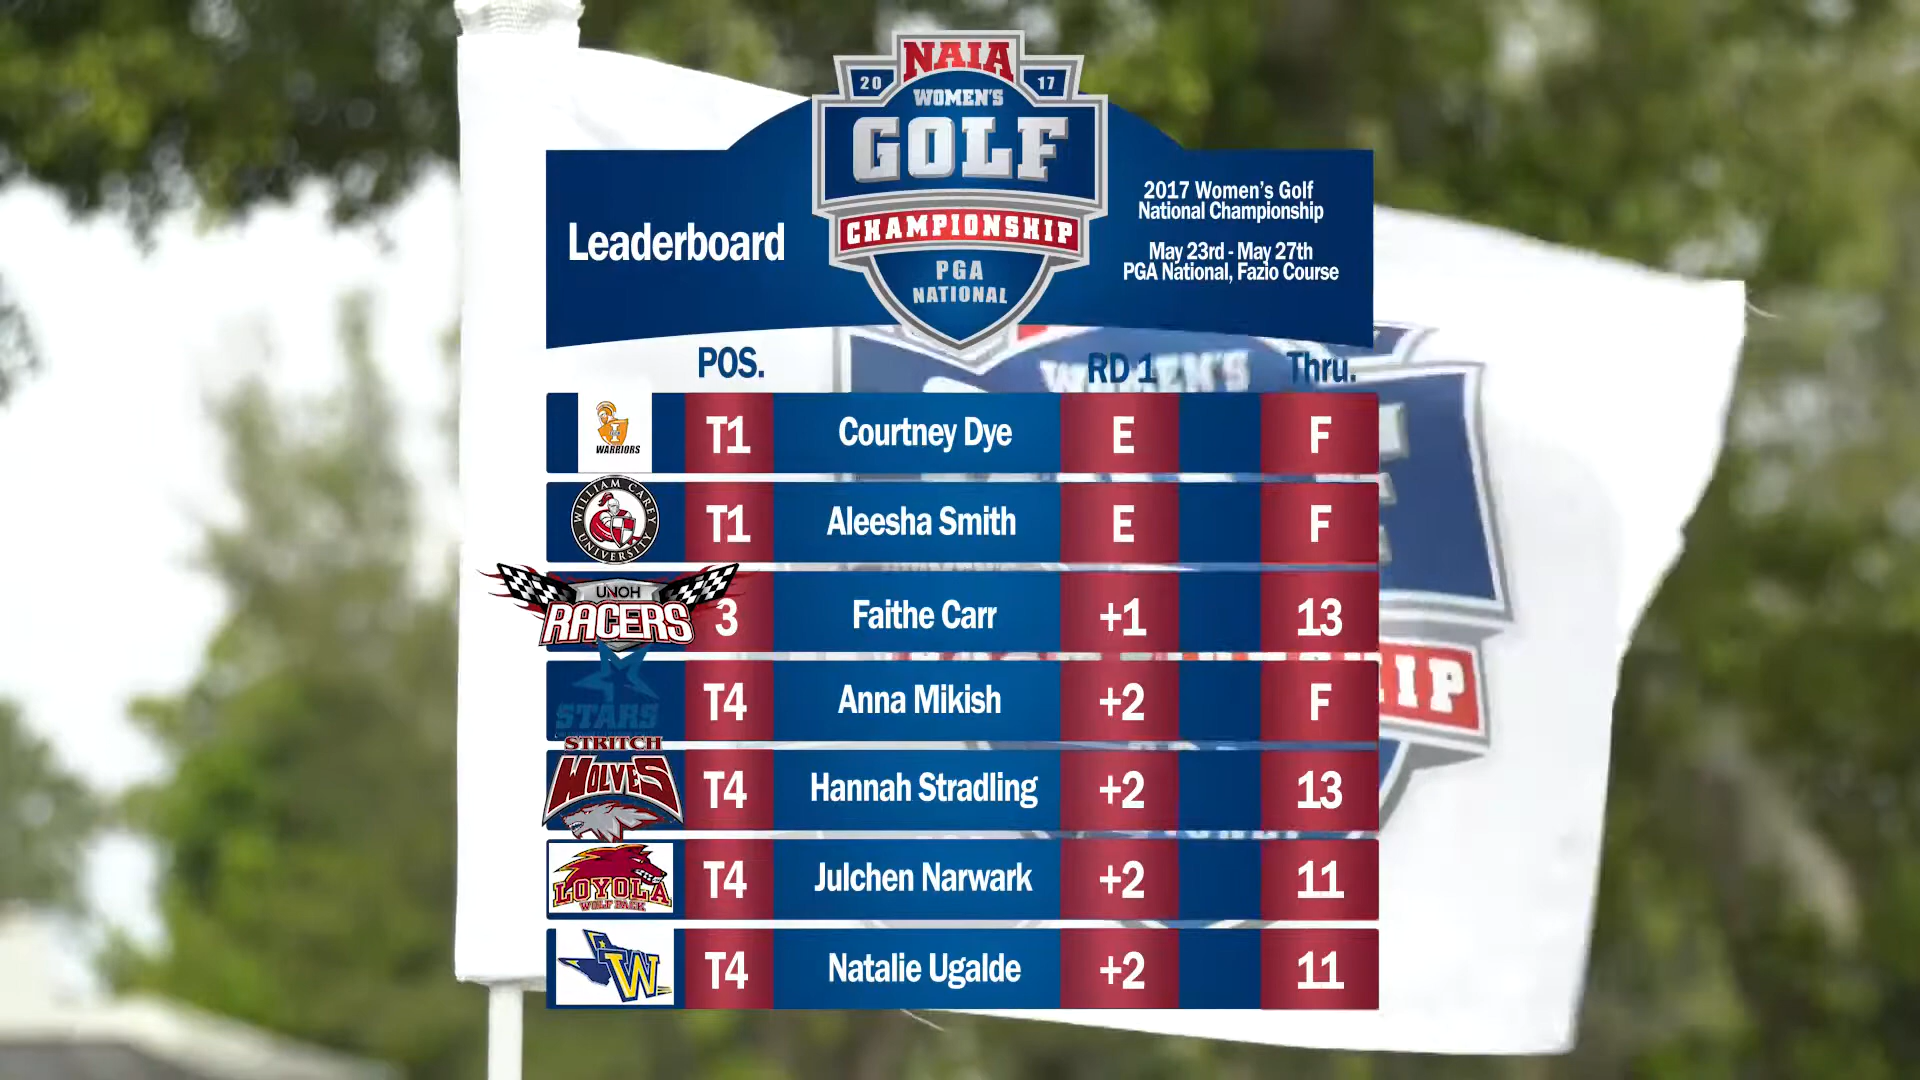 NAIA
20 17
WOMEN'S
GOLF
CHAMPIONSHIP
PGA
NATIONAL
Leaderboard
2017 Women's Golf
National Championship
May 23rd - May 27th
PGA National, Fazio Course
POS. RD 1 Thru.
WARRIORS
T1 Courtney Dye E F
WILLIAM CAREY
UNIVERSITY
T1 Aleesha Smith E F
UNOH
RACERS
3 Faithe Carr +1 13
STARS
T4 Anna Mikish +2 F
STRITCH
WOLVES
T4 Hannah Stradling +2 13
LOYOLA
WOLF PACK
T4 Julchen Narwark +2 11
W
T4 Natalie Ugalde +2 11
WOMEN'S
IP